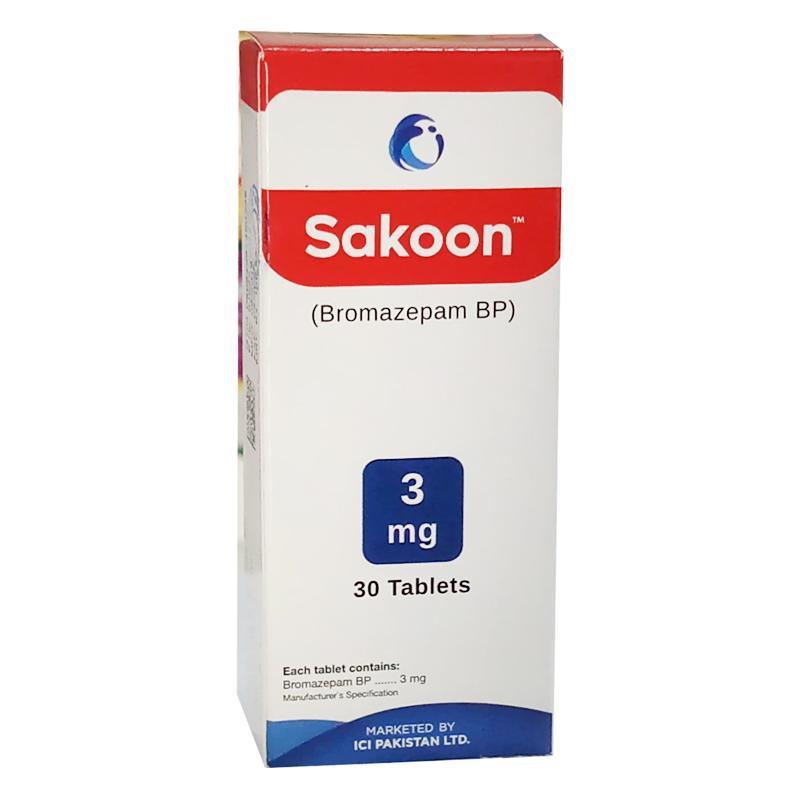 Sakoon™
(Bromazepam BP)
3
mg
30 Tablets
Each tablet contains:
Bromazepam BP ....... 3 mg
Manufacturer's Specification
MARKETED BY
ICI PAKISTAN LTD.